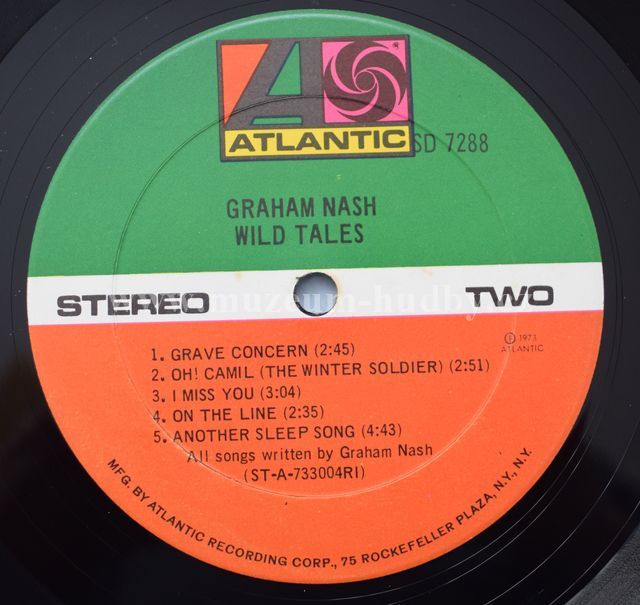 ATLANTIC
SD 7288
GRAHAM NASH
WILD TALES
www.muzeum-hudby
STEREO TWO
Ⓟ 1973
ATLANTIC
1. GRAVE CONCERN (2:45)
2. OH! CAMIL (THE WINTER SOLDIER) (2:51)
3. I MISS YOU (3:04)
4. ON THE LINE (2:35)
5. ANOTHER SLEEP SONG (4:43)
All songs written by Graham Nash
(ST-A-733004RI)
MFG. BY ATLANTIC RECORDING CORP., 75 ROCKEFELLER PLAZA, N.Y., N.Y.